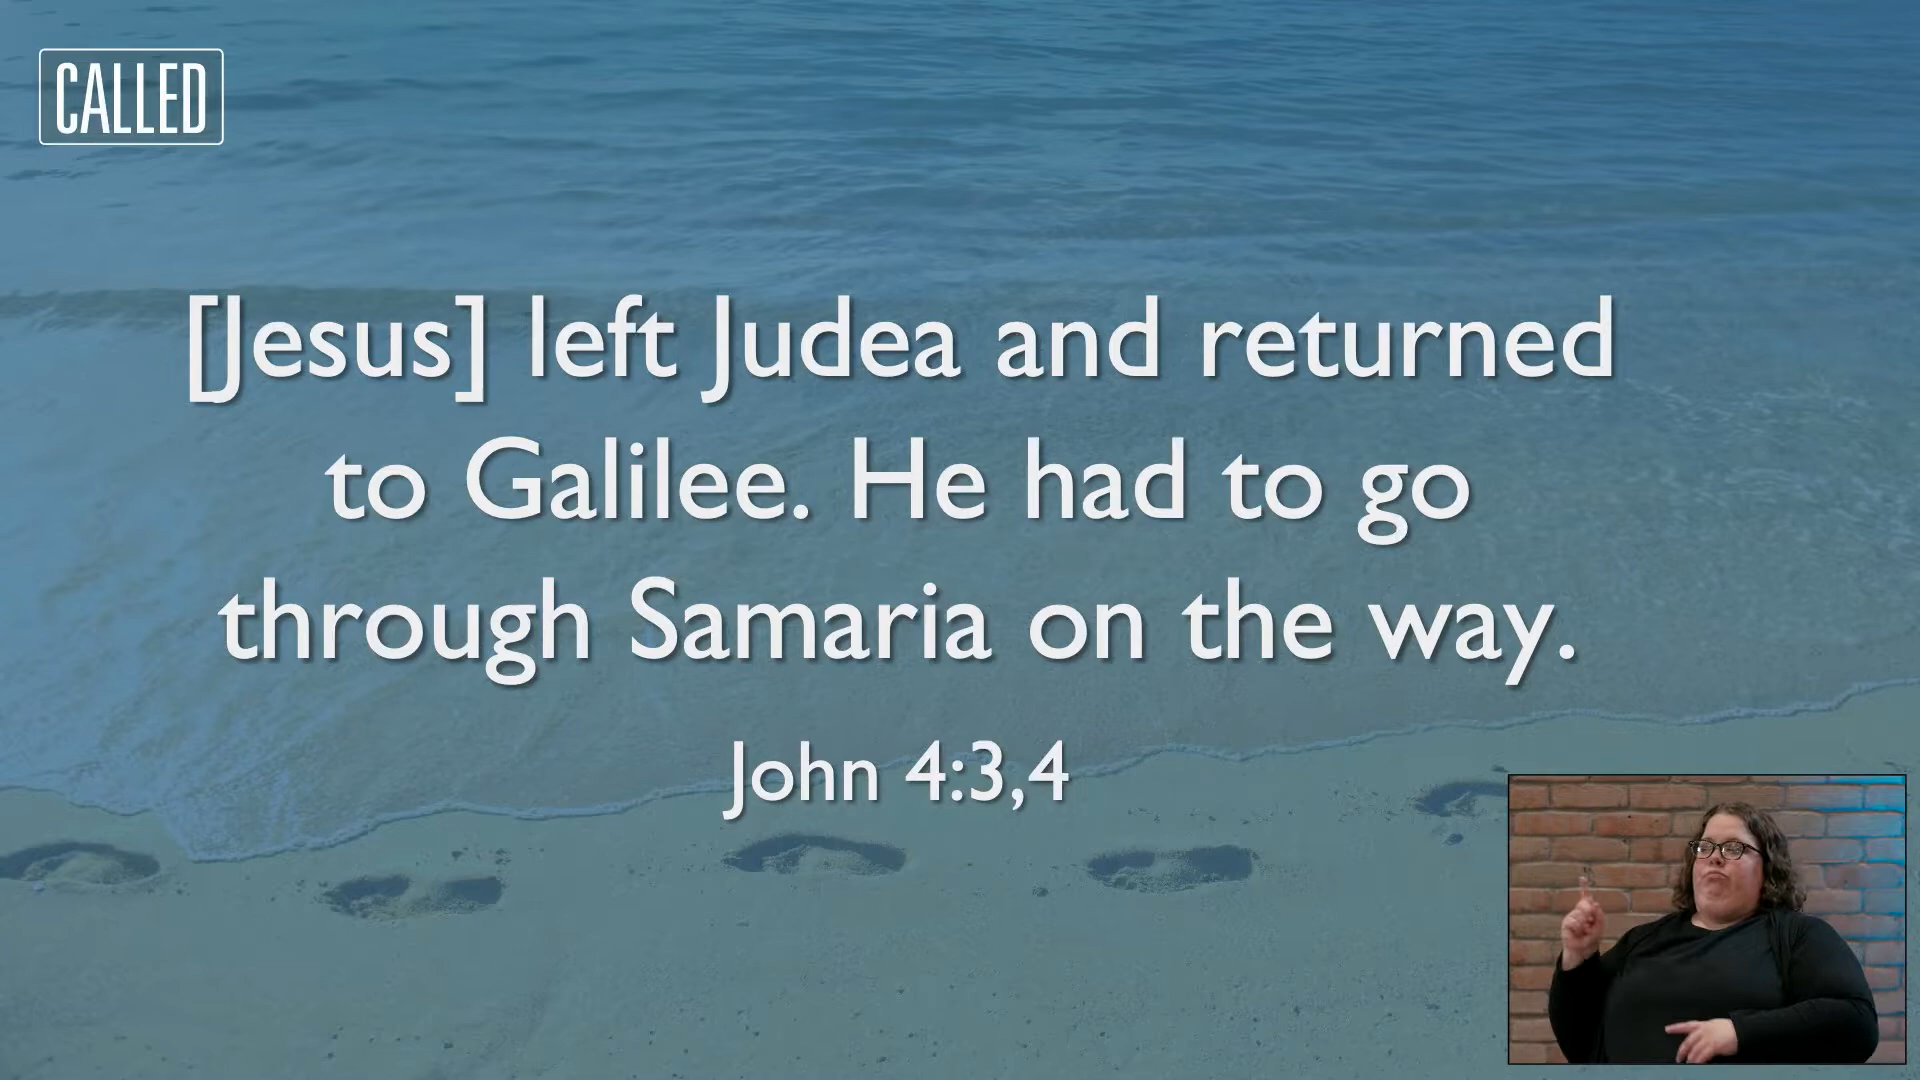 CALLED
[Jesus] left Judea and returned
to Galilee. He had to go
through Samaria on the way.
John 4:3,4